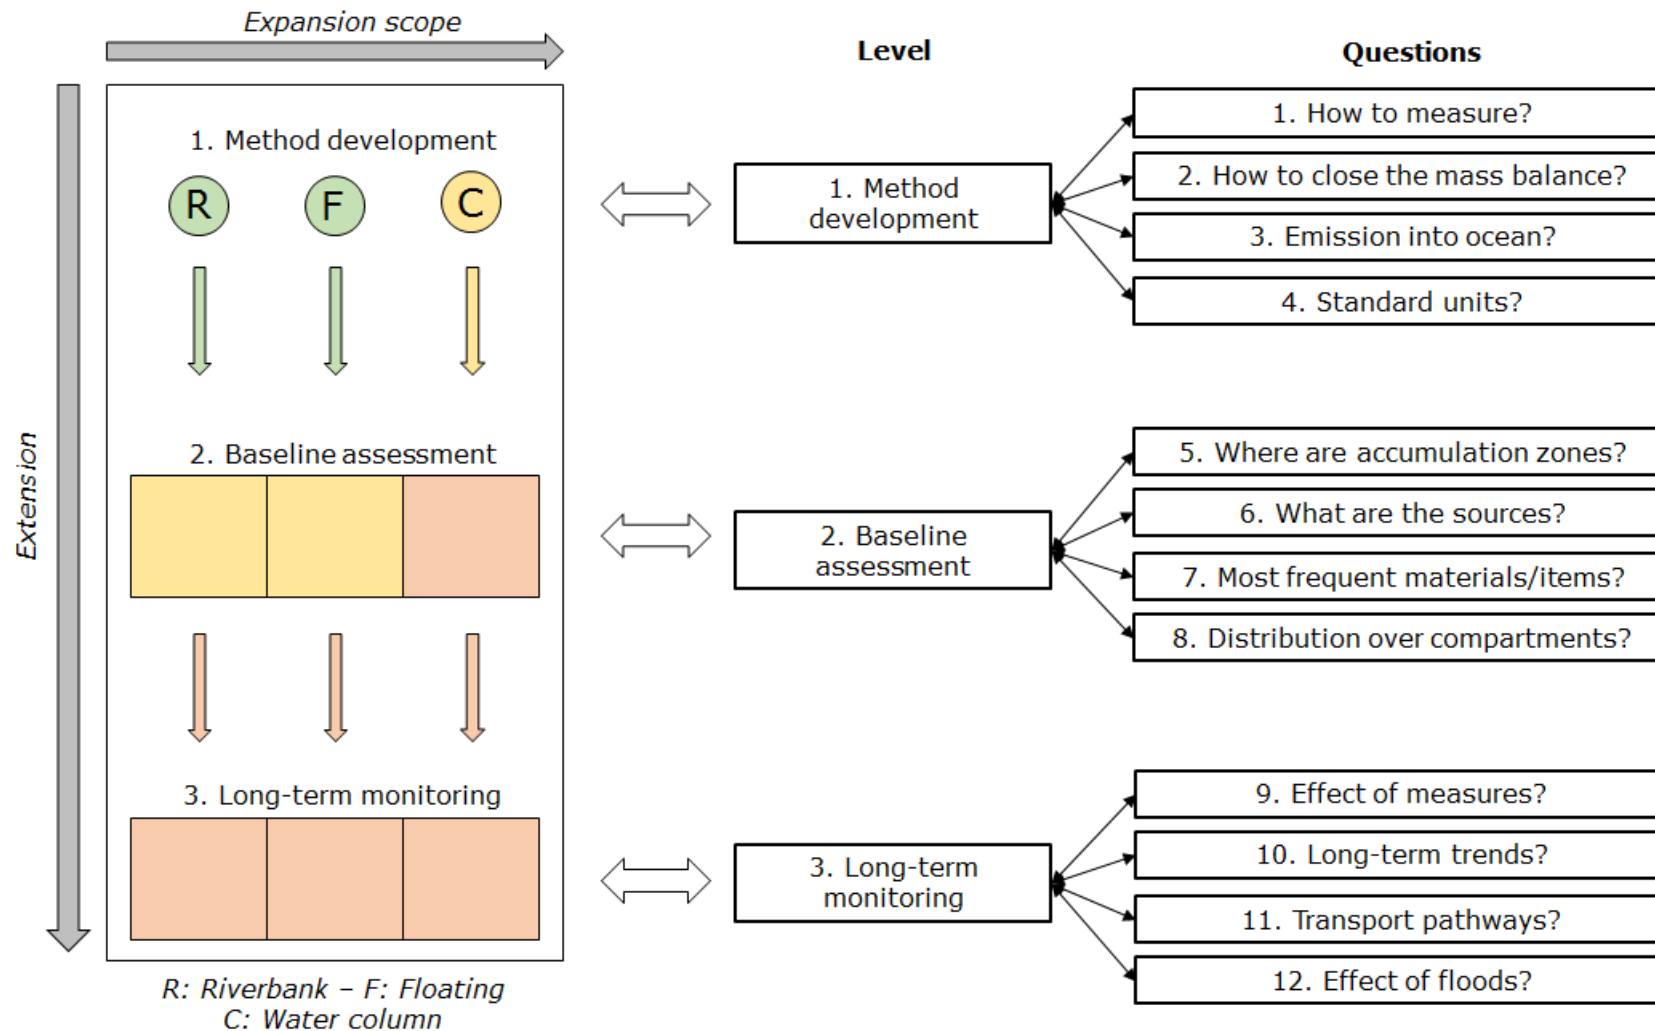 Expansion scope
Level
Questions
Extension
1. Method development
R
F
C
2. Baseline assessment
3. Long-term monitoring
R: Riverbank – F: Floating
C: Water column
1. Method
development
1. How to measure?
2. How to close the mass balance?
3. Emission into ocean?
4. Standard units?
2. Baseline
assessment
5. Where are accumulation zones?
6. What are the sources?
7. Most frequent materials/items?
8. Distribution over compartments?
3. Long-term
monitoring
9. Effect of measures?
10. Long-term trends?
11. Transport pathways?
12. Effect of floods?